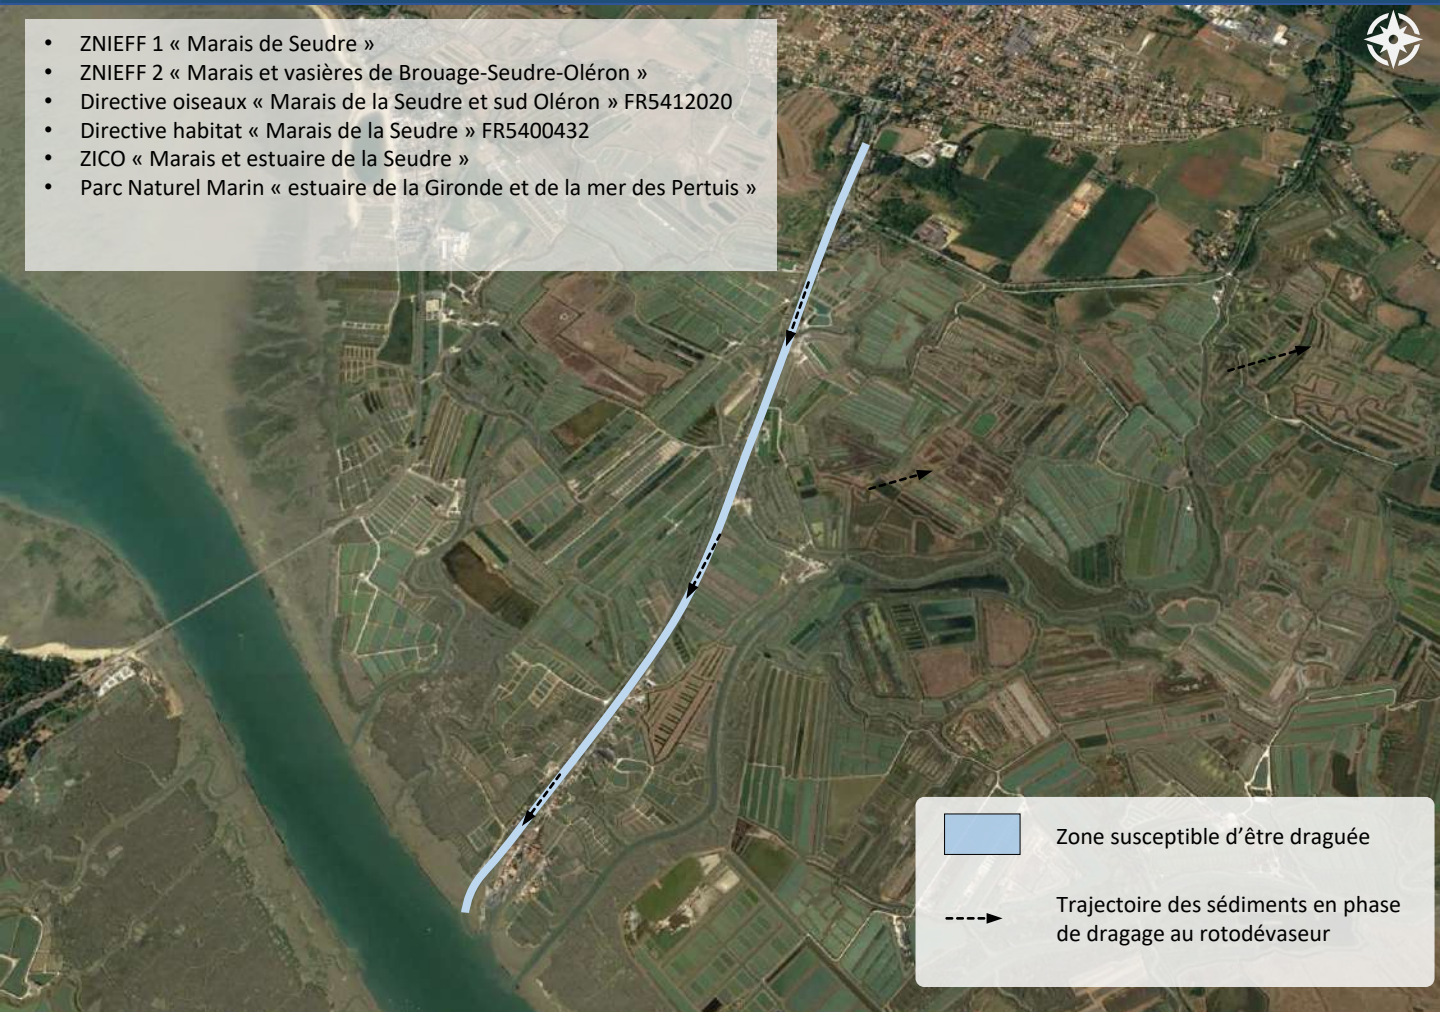 • ZNIEFF 1 « Marais de Seudre »
• ZNIEFF 2 « Marais et vasières de Brouage-Seudre-Oléron »
• Directive oiseaux « Marais de la Seudre et sud Oléron » FR5412020
• Directive habitat « Marais de la Seudre » FR5400432
• ZICO « Marais et estuaire de la Seudre »
• Parc Naturel Marin « estuaire de la Gironde et de la mer des Pertuis »
Zone susceptible d’être draguée
Trajectoire des sédiments en phase
de dragage au rotodévaseur